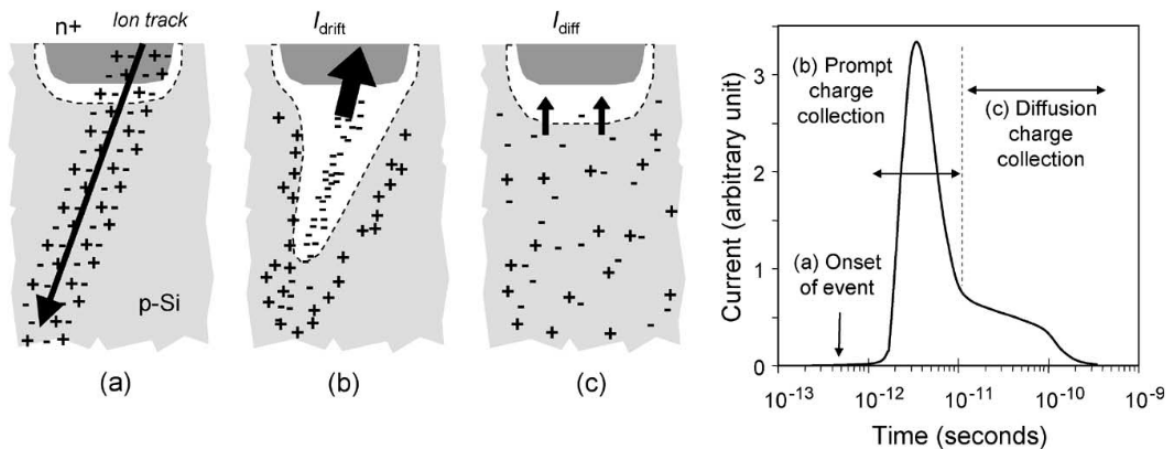 n+
Ion track
p-Si
(a)
I_drift
(b)
I_diff
(c)
Current (arbitrary unit)
3
2
1
0
(b) Prompt
charge
collection
(c) Diffusion
charge
collection
(a) Onset
of event
10^-13
10^-12
10^-11
10^-10
10^-9
Time (seconds)